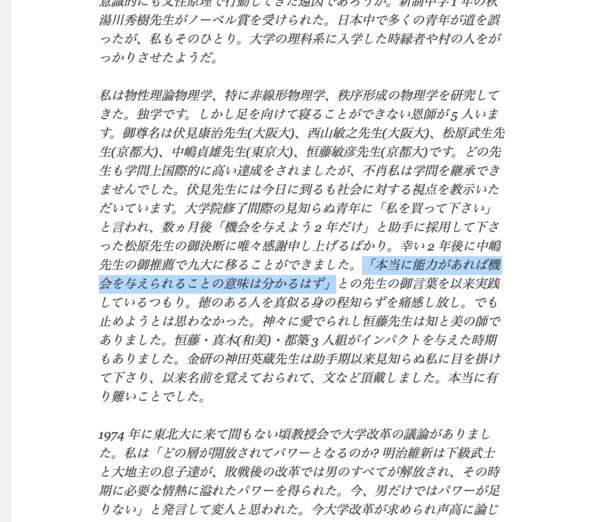 意識的にも女性原理で行動してきた遠因であろうか。新制中学1年の秋
湯川秀樹先生がノーベル賞を受けられた。日本中で多くの青年が道を誤
ったが、私もそのひとり。大学の理科系に入学した時縁者や村の人をが
っかりさせたようだ。
私は物性理論物理学、特に非線形物理学、秩序形成の物理学を研究して
きた。独学です。しかし足を向けて寝ることができない恩師が5人いま
す。御尊名は伏見康治先生(大阪大)、西山敏之先生(大阪大)、松原武生先
生(京都大)、中嶋貞雄先生(東京大)、恒藤敏彦先生(京都大)です。どの先
生も学問上国際的に高い達成をされましたが、不肖私は学問を継承でき
ませんでした。伏見先生には今日に到るも社会に対する視点を教示いた
だいています。大学院修了間際の見知らぬ青年に「私を買って下さい」
と言われ、数ヵ月後「機会を与えよう2年だけ」と助手に採用して下さ
った松原先生の御決断に唯々感謝申し上げるばかり。幸い2年後に中嶋
先生の御推薦で九大に移ることができました。「本当に能力があれば機
会を与えられることの意味は分かるはず」との先生の御言葉を以来実践
しているつもり。徳のある人を真似る身の程知らずを痛感し放し。でも
止めようとは思わなかった。神々に愛でられし恒藤先生は知と美の師で
ありました。恒藤・真木(和美)・都築3人組がインパクトを与えた時期
もありました。金研の神田英蔵先生は助手期以来見知らぬ私に目を掛け
て下さり、以来名前を覚えておられて、文など頂戴しました。本当に有
り難いことでした。
1974年に東北大に来て間もない頃教授会で大学改革の議論がありまし
た。私は「どの層が開放されてパワーとなるのか? 明治維新は下級武士
と大地主の息子達が、敗戦後の改革では男のすべてが解放され、その時
期に必要な情熱に溢れたパワーを得られた。今、男だけではパワーが足
りない」と発言して変人と思われた。今大学改革が求められ声高に論じ